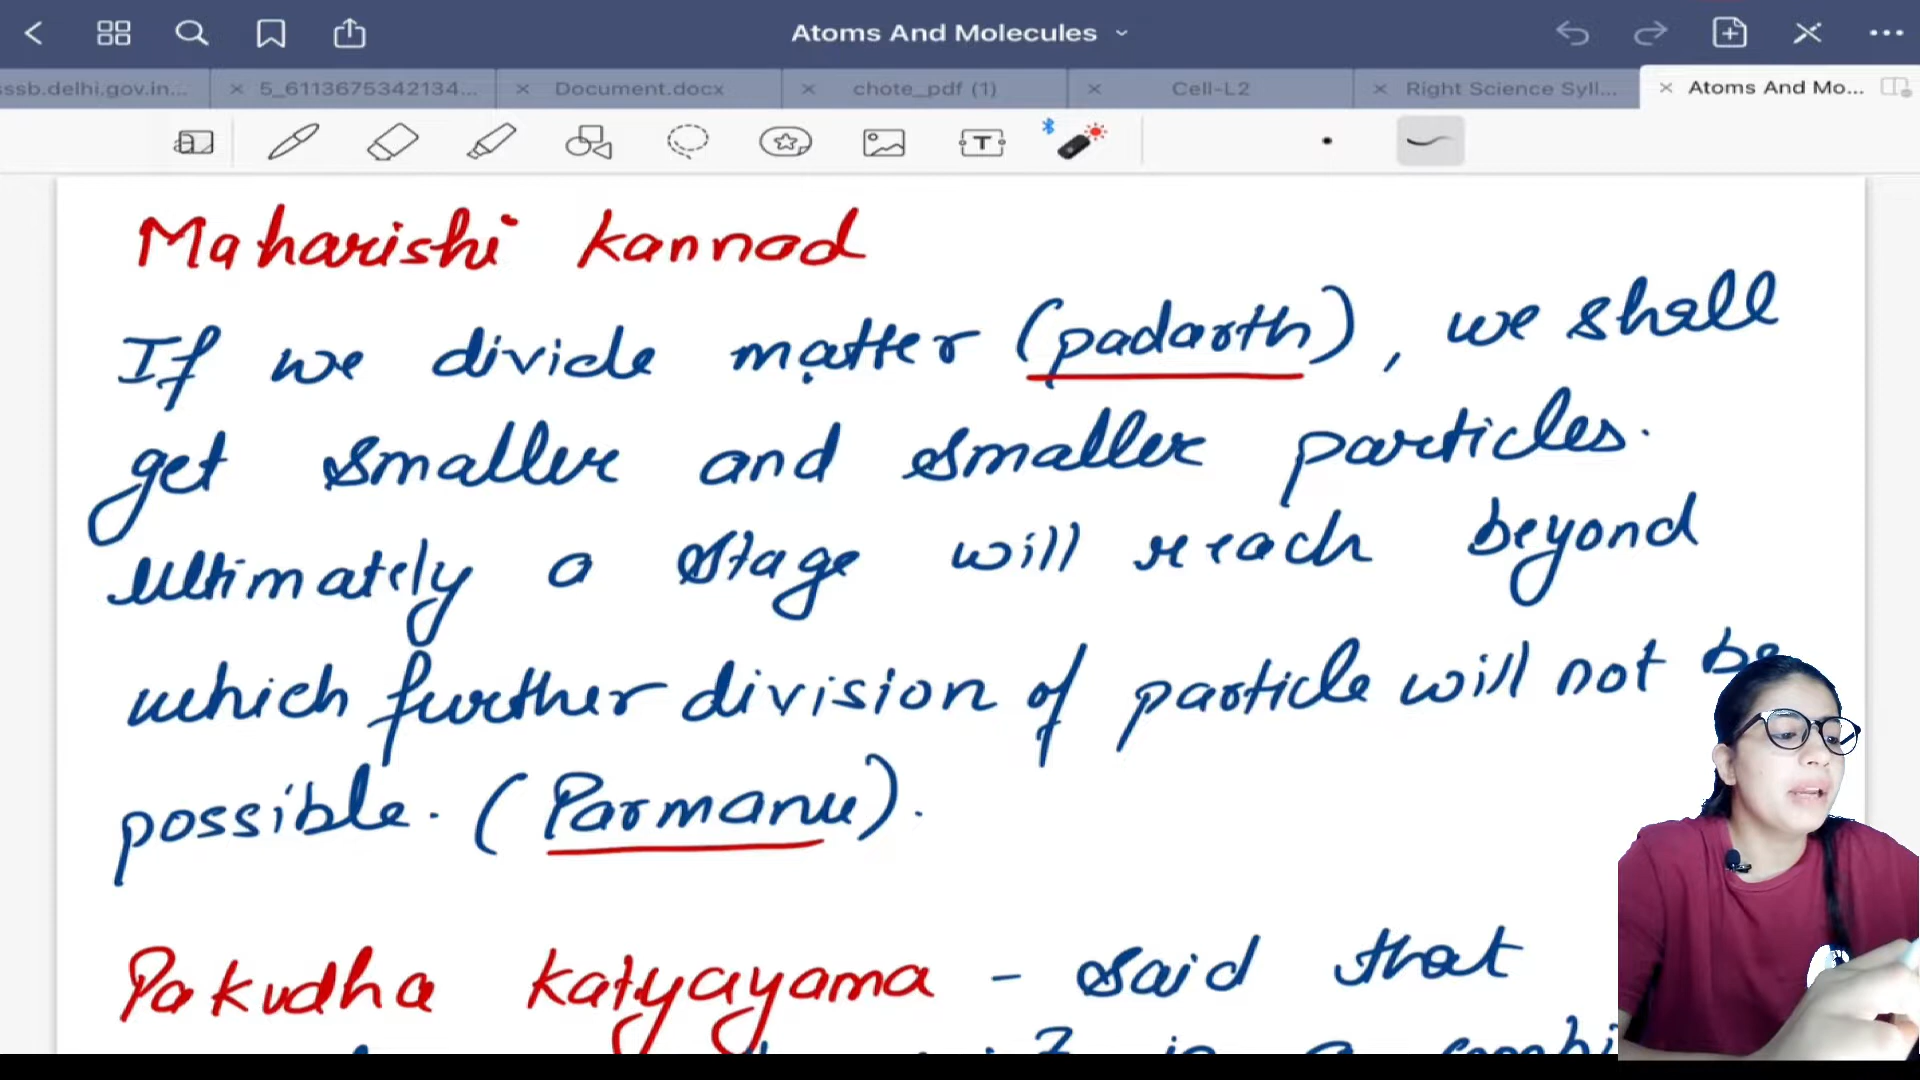 Atoms And Molecules
sssb.delhi.gov.in...
5_6113675342134...
Document.docx
chote_pdf (1)
Cell-L2
Right Science Syll...
Atoms And Mo...
Maharishi kannad
If we divide matter (padarth), we shall
get smaller and smaller particles.
ultimately a stage will reach beyond
which further division of particle will not be
possible. (Parmanu).
Pakudha katyayama - said that